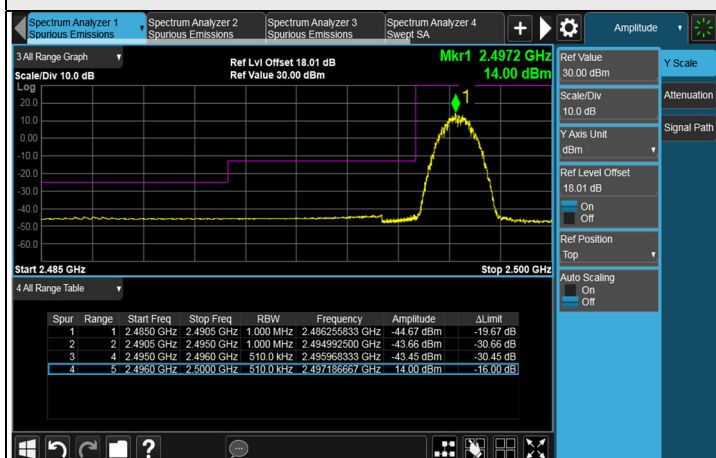 Spectrum Analyzer 1
Spurious Emissions
Spectrum Analyzer 2
Spurious Emissions
Spectrum Analyzer 3
Spurious Emissions
Spectrum Analyzer 4
Swept SA
+
Amplitude
3 All Range Graph
Scale/Div 10.0 dB
Ref Lvl Offset 18.01 dB
Ref Value 30.00 dBm
Mkr1 2.4972 GHz
14.00 dBm
Log
20.0
10.0
0.00
-10.0
-20.0
-30.0
-40.0
-50.0
-60.0
1
Start 2.485 GHz
Stop 2.500 GHz
4 All Range Table
Spur Range Start Freq Stop Freq RBW Frequency Amplitude ΔLimit
1 1 2.4850 GHz 2.4905 GHz 1.000 MHz 2.486255833 GHz -44.67 dBm -19.67 dB
2 2 2.4905 GHz 2.4950 GHz 1.000 MHz 2.494992500 GHz -43.66 dBm -30.66 dB
3 4 2.4950 GHz 2.4960 GHz 510.0 kHz 2.495968333 GHz -43.45 dBm -30.45 dB
4 5 2.4960 GHz 2.5000 GHz 510.0 kHz 2.497186667 GHz 14.00 dBm -16.00 dB
Ref Value
30.00 dBm
Scale/Div
10.0 dB
Y Axis Unit
dBm
Ref Level Offset
18.01 dB
On
Off
Ref Position
Top
Auto Scaling
On
Off
Y Scale
Attenuation
Signal Path
?